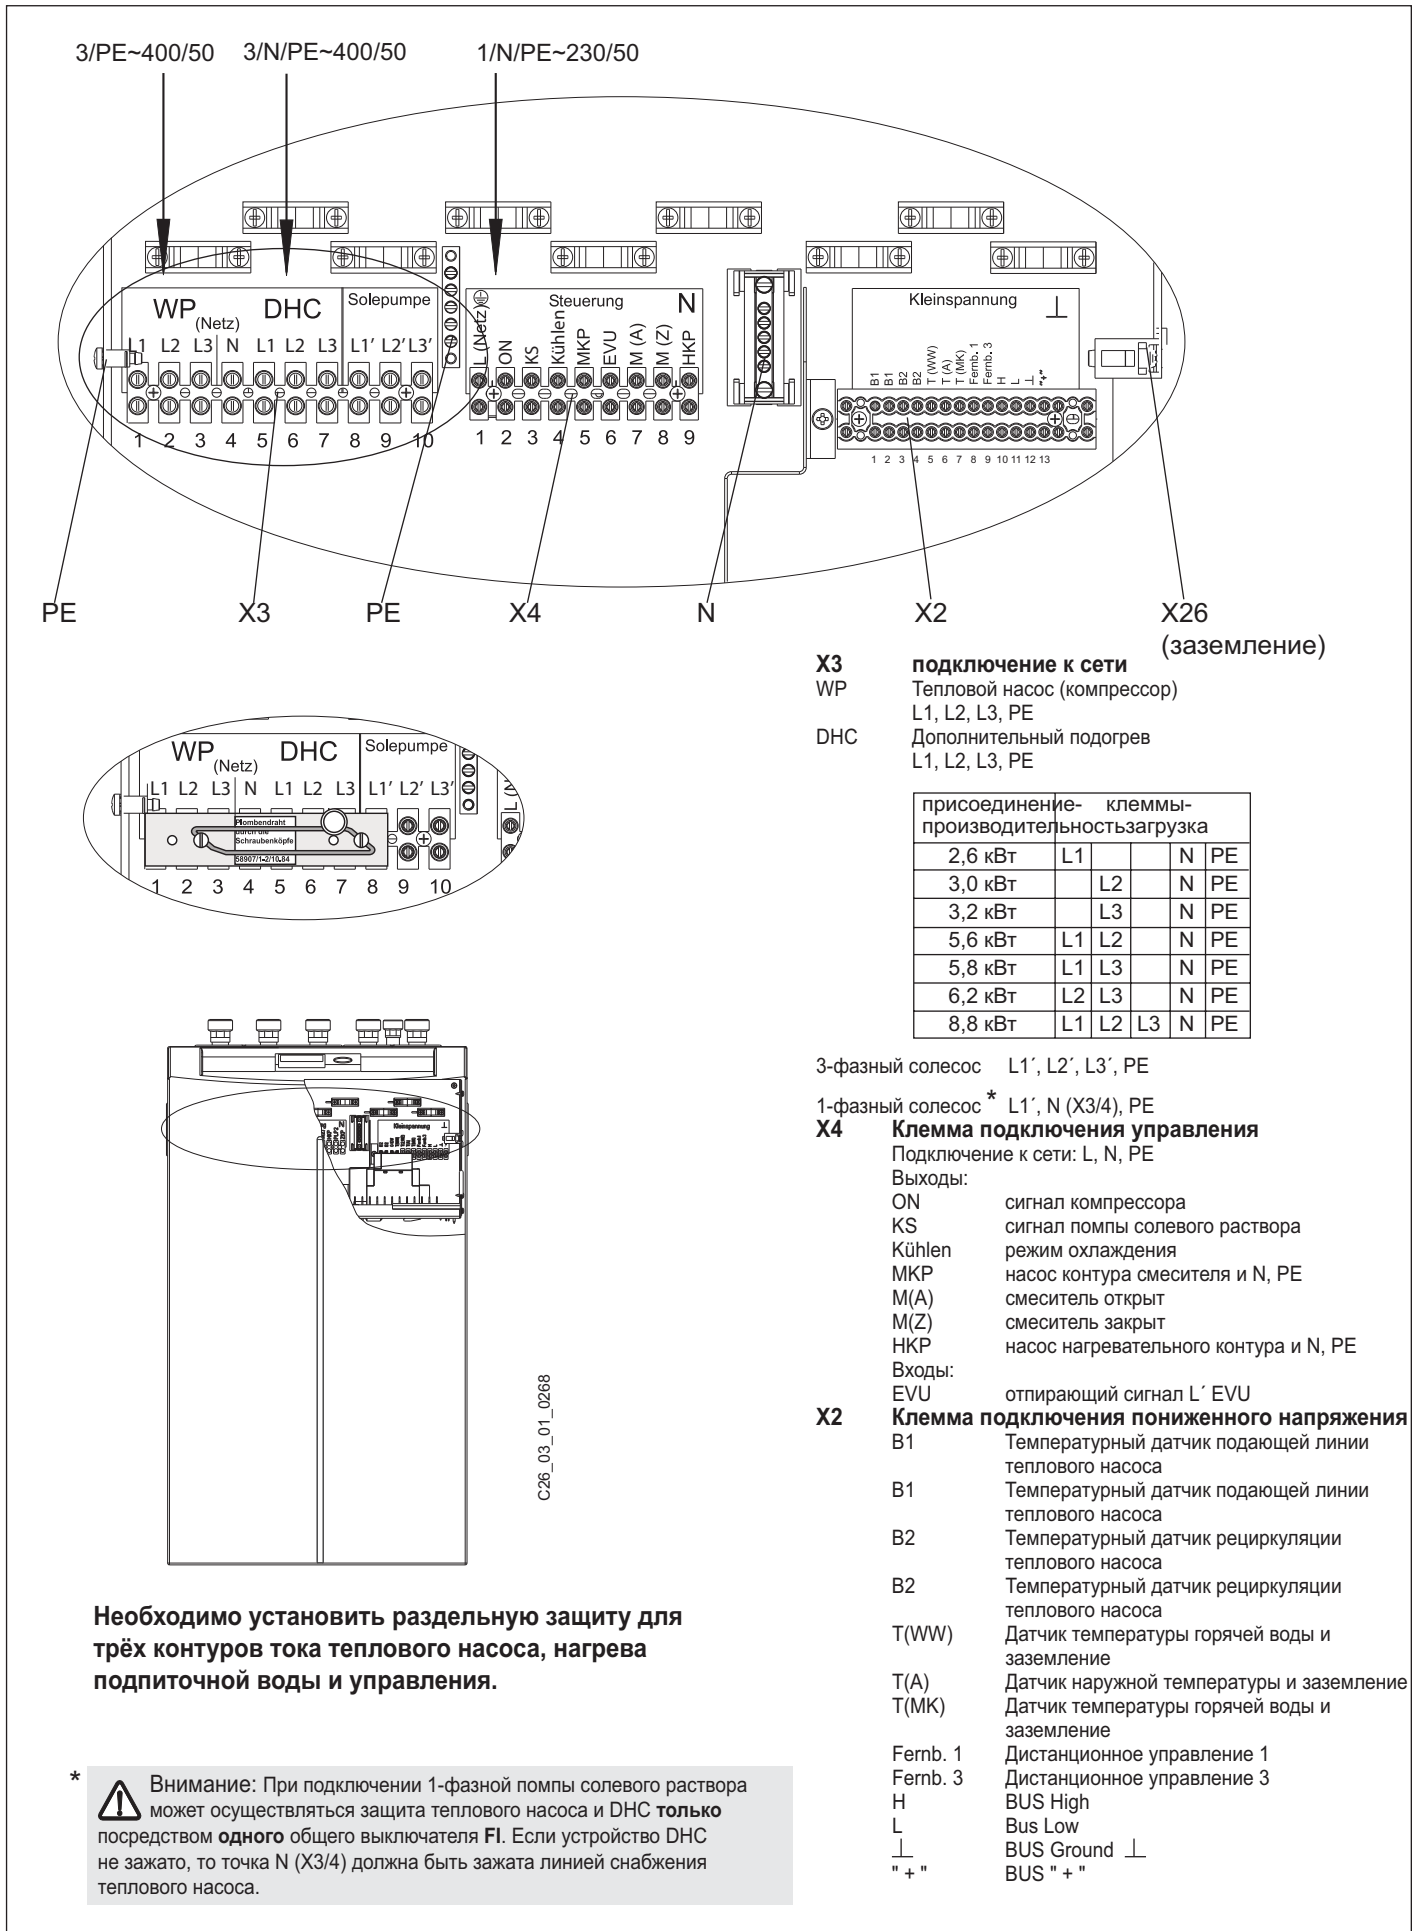 3/PE~400/50 3/N/PE~400/50 1/N/PE~230/50
WP (Netz) DHC Solepumpe
L1 L2 L3 N L1 L2 L3 L1′ L2′ L3′
1 2 3 4 5 6 7 8 9 10
Steuerung N
L (Netz) ON KS Kühlen MKP EVU M (A) M (Z) HKP
1 2 3 4 5 6 7 8 9
Kleinspannung ⊥
B1 B1 B2 B2 T (WW) T (A) T (MK) Fernb. 1 Fernb. 3 H L ⊥ "+"
1 2 3 4 5 6 7 8 9 10 11 12 13
PE X3 PE X4 N X2 X26
(заземление)
WP (Netz) DHC Solepumpe
L1 L2 L3 N L1 L2 L3 L1′ L2′ L3′
L (N
Plombendraht
durch die
Schraubenköpfe
58907/1-2/10.84
1 2 3 4 5 6 7 8 9 10
Kleinspannung
C26_03_01_0268
Необходимо установить раздельную защиту для
трёх контуров тока теплового насоса, нагрева
подпиточной воды и управления.
* Внимание: При подключении 1-фазной помпы солевого раствора
может осуществляться защита теплового насоса и DHC только
посредством одного общего выключателя FI. Если устройство DHC
не зажато, то точка N (X3/4) должна быть зажата линией снабжения
теплового насоса.
X3 подключение к сети
WP Тепловой насос (компрессор)
L1, L2, L3, PE
DHC Дополнительный подогрев
L1, L2, L3, PE
присоединение- клеммы-
производительностьзагрузка
2,6 кВт L1 N PE
3,0 кВт L2 N PE
3,2 кВт L3 N PE
5,6 кВт L1 L2 N PE
5,8 кВт L1 L3 N PE
6,2 кВт L2 L3 N PE
8,8 кВт L1 L2 L3 N PE
3-фазный солесос L1´, L2´, L3´, PE
1-фазный солесос * L1´, N (X3/4), PE
X4 Клемма подключения управления
Подключение к сети: L, N, PE
Выходы:
ON сигнал компрессора
KS сигнал помпы солевого раствора
Kühlen режим охлаждения
MKP насос контура смесителя и N, PE
M(A) смеситель открыт
M(Z) смеситель закрыт
HKP насос нагревательного контура и N, PE
Входы:
EVU отпирающий сигнал L´ EVU
X2 Клемма подключения пониженного напряжения
B1 Температурный датчик подающей линии
теплового насоса
B1 Температурный датчик подающей линии
теплового насоса
B2 Температурный датчик рециркуляции
теплового насоса
B2 Температурный датчик рециркуляции
теплового насоса
T(WW) Датчик температуры горячей воды и
заземление
T(A) Датчик наружной температуры и заземление
T(MK) Датчик температуры горячей воды и
заземление
Fernb. 1 Дистанционное управление 1
Fernb. 3 Дистанционное управление 3
H BUS High
L Bus Low
⊥ BUS Ground ⊥
" + " BUS " + "